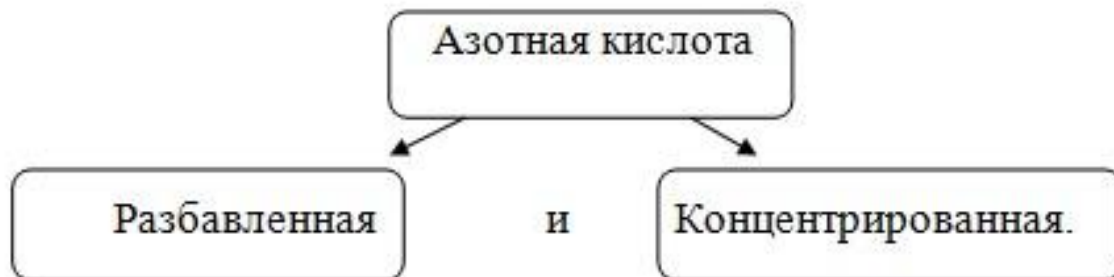 Азотная кислота
Разбавленная и Концентрированная.